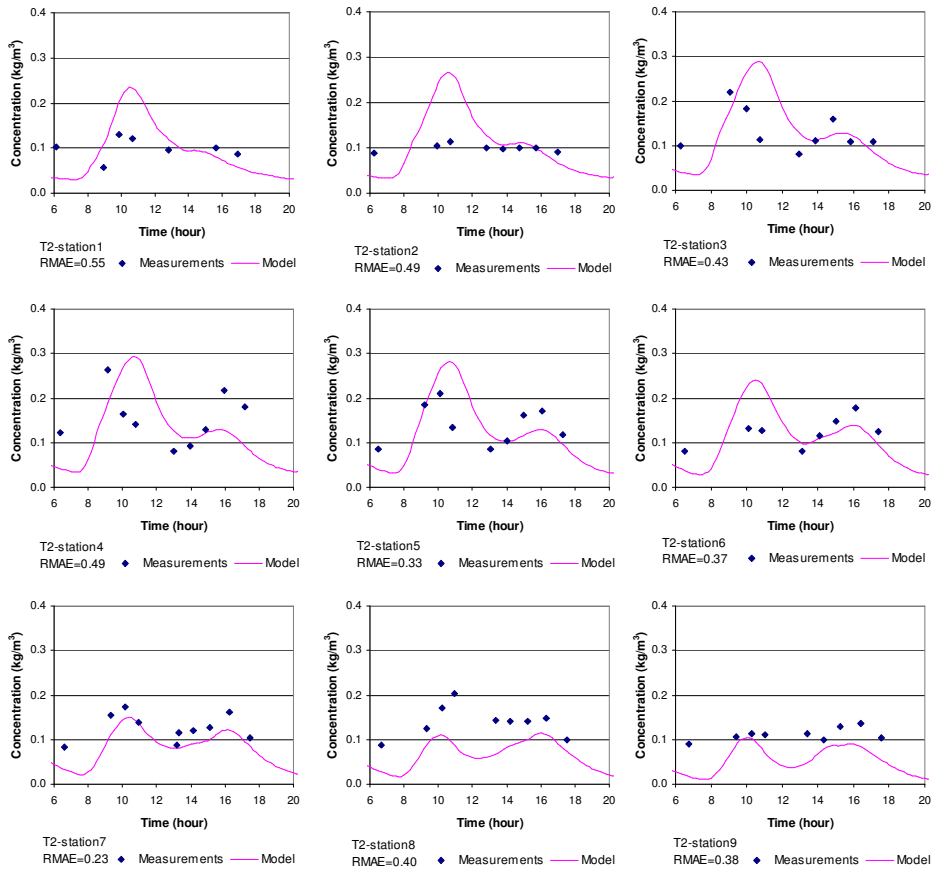 Concentration (kg/m³)
0.4
0.3
0.2
0.1
0.0
6 8 10 12 14 16 18 20
Time (hour)
T2-station1
RMAE=0.55 Measurements Model
Concentration (kg/m³)
0.4
0.3
0.2
0.1
0.0
6 8 10 12 14 16 18 20
Time (hour)
T2-station2
RMAE=0.49 Measurements Model
Concentration (kg/m³)
0.4
0.3
0.2
0.1
0.0
6 8 10 12 14 16 18 20
Time (hour)
T2-station3
RMAE=0.43 Measurements Model
Concentration (kg/m³)
0.4
0.3
0.2
0.1
0.0
6 8 10 12 14 16 18 20
Time (hour)
T2-station4
RMAE=0.49 Measurements Model
Concentration (kg/m³)
0.4
0.3
0.2
0.1
0.0
6 8 10 12 14 16 18 20
Time (hour)
T2-station5
RMAE=0.33 Measurements Model
Concentration (kg/m³)
0.4
0.3
0.2
0.1
0.0
6 8 10 12 14 16 18 20
Time (hour)
T2-station6
RMAE=0.37 Measurements Model
Concentration (kg/m³)
0.4
0.3
0.2
0.1
0.0
6 8 10 12 14 16 18 20
Time (hour)
T2-station7
RMAE=0.23 Measurements Model
Concentration (kg/m³)
0.4
0.3
0.2
0.1
0.0
6 8 10 12 14 16 18 20
Time (hour)
T2-station8
RMAE=0.40 Measurements Model
Concentration (kg/m³)
0.4
0.3
0.2
0.1
0.0
6 8 10 12 14 16 18 20
Time (hour)
T2-station9
RMAE=0.38 Measurements Model